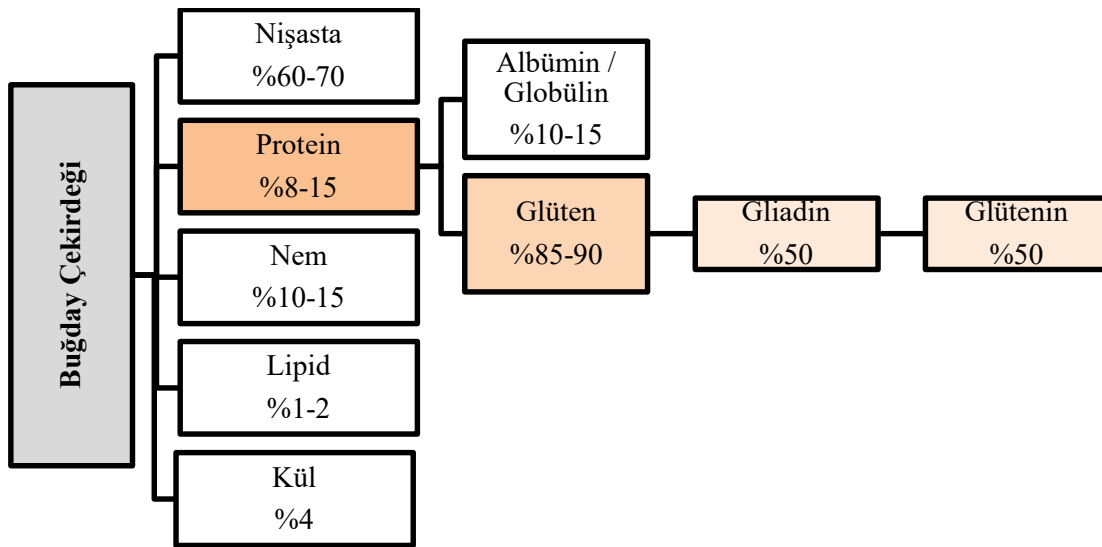 Buğday Çekirdeği
Nişasta
%60-70
Protein
%8-15
Nem
%10-15
Lipid
%1-2
Kül
%4
Albümin /
Globülin
%10-15
Glüten
%85-90
Gliadin
%50
Glütenin
%50